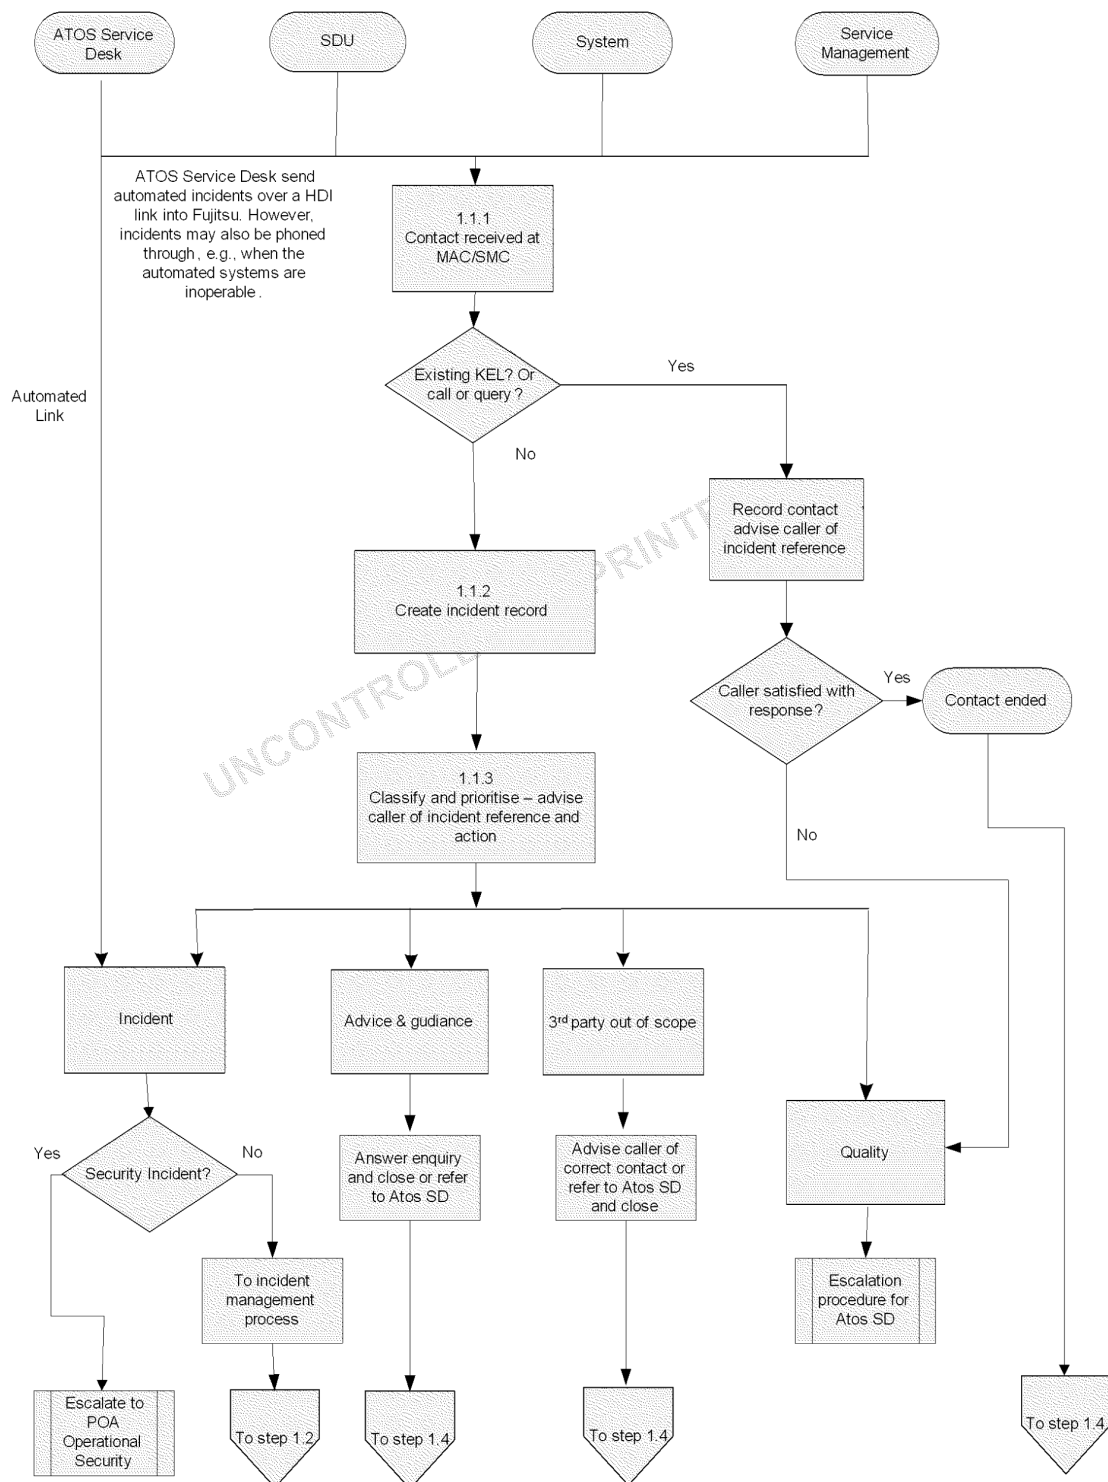 ATOS Service
Desk
SDU
System
Service
Management
ATOS Service Desk send
automated incidents over a HDI
link into Fujitsu. However,
incidents may also be phoned
through, e.g., when the
automated systems are
inoperable.
1.1.1
Contact received at
MAC/SMC
Automated
Link
Existing KEL? Or
call or query?
Yes
No
Record contact
advise caller of
incident reference
1.1.2
Create incident record
Caller satisfied with
response?
Yes
Contact ended
No
1.1.3
Classify and prioritise – advise
caller of incident reference and
action
Incident
Advice & gudiance
3rd party out of scope
Quality
Yes
Security Incident?
No
Answer enquiry
and close or refer
to Atos SD
Advise caller of
correct contact or
refer to Atos SD
and close
To incident
management
process
Escalation
procedure for
Atos SD
Escalate to
POA
Operational
Security
To step 1.2
To step 1.4
To step 1.4
To step 1.4